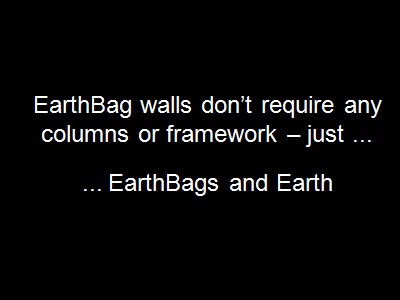 EarthBag walls don’t require any
columns or framework – just ...
... EarthBags and Earth